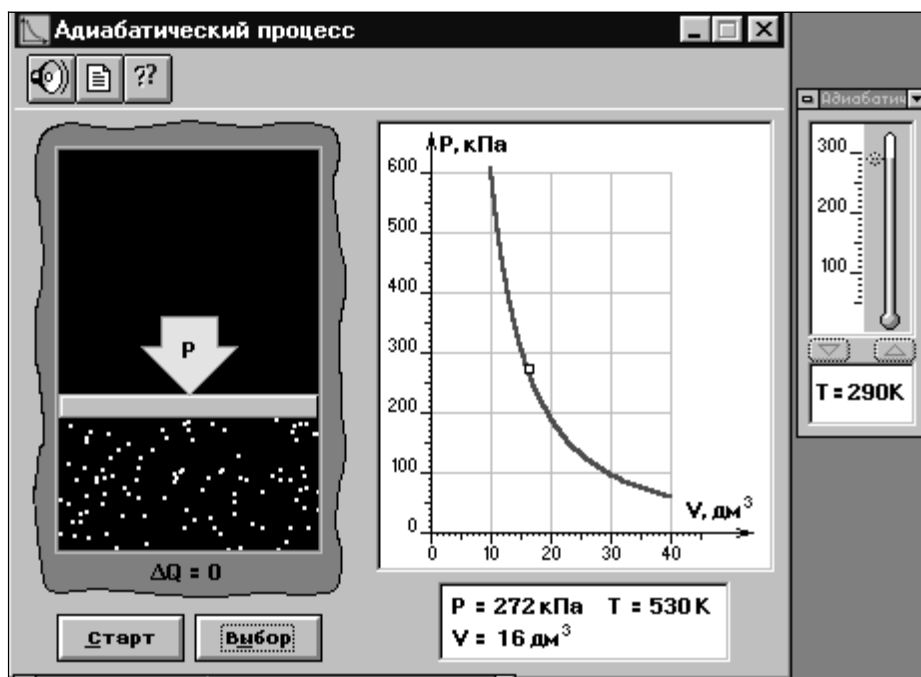 Адиабатический процесс
??
P
ΔQ = 0
Старт
Выбор
P, кПа
600
500
400
300
200
100
0
0 10 20 30 40
V, дм³
P = 272 кПа T = 530 K
V = 16 дм³
Адиабатич
300
200
100
T = 290K